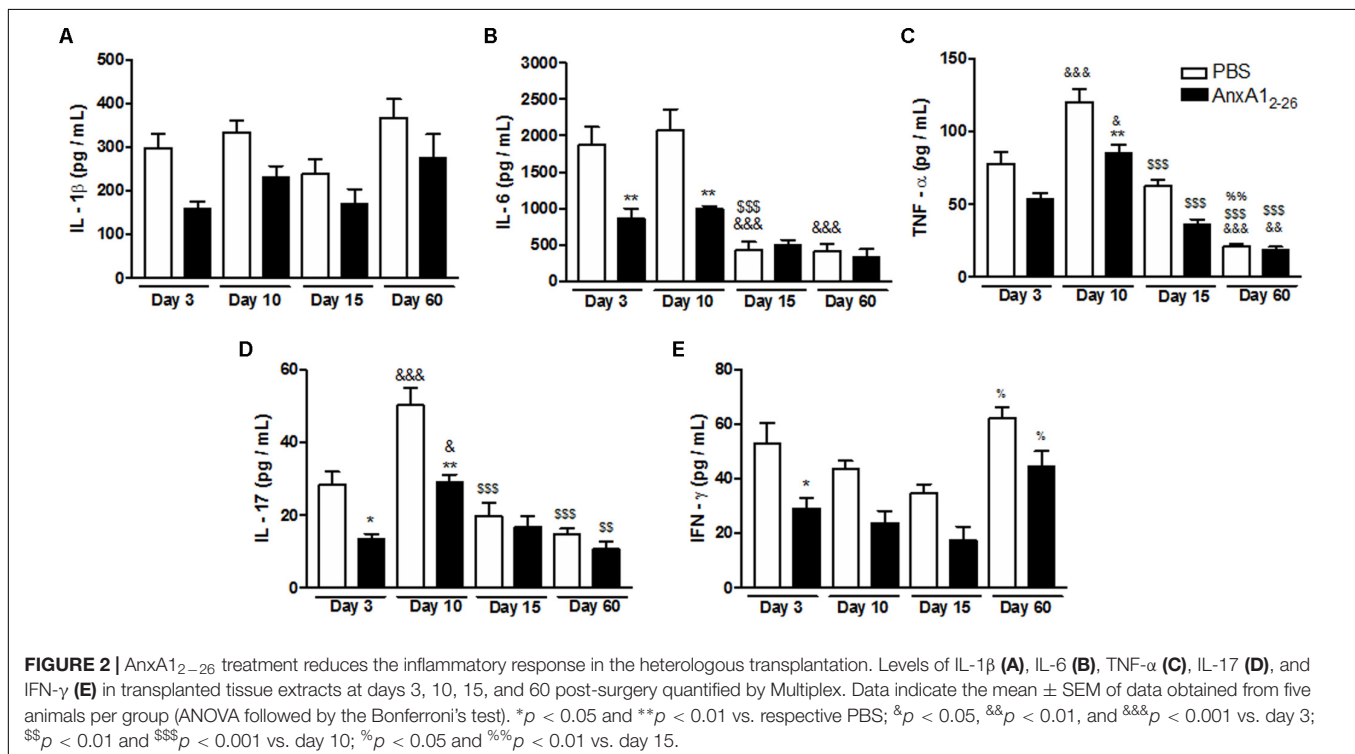 A
IL - 1β (pg / mL)
500
400
300
200
100
0
Day 3 Day 10 Day 15 Day 60
B
IL - 6 (pg / mL)
3000
2500
2000
1500
1000
500
0
** ** $$$ &&& &&&
Day 3 Day 10 Day 15 Day 60
C
TNF - α (pg / mL)
150
100
50
0
PBS
AnxA1₂₋₂₆
&&& & ** $$$ $$$ %% $$$ &&& $$$ &&
Day 3 Day 10 Day 15 Day 60
D
IL - 17 (pg / mL)
60
40
20
0
* &&& & ** $$$ $$$ $$
Day 3 Day 10 Day 15 Day 60
E
IFN - γ (pg / mL)
80
60
40
20
0
* % %
Day 3 Day 10 Day 15 Day 60
FIGURE 2 | AnxA1₂₋₂₆ treatment reduces the inflammatory response in the heterologous transplantation. Levels of IL-1β (A), IL-6 (B), TNF-α (C), IL-17 (D), and
IFN-γ (E) in transplanted tissue extracts at days 3, 10, 15, and 60 post-surgery quantified by Multiplex. Data indicate the mean ± SEM of data obtained from five
animals per group (ANOVA followed by the Bonferroni's test). *p < 0.05 and **p < 0.01 vs. respective PBS; &p < 0.05, &&p < 0.01, and &&&p < 0.001 vs. day 3;
$$p < 0.01 and $$$p < 0.001 vs. day 10; %p < 0.05 and %%p < 0.01 vs. day 15.